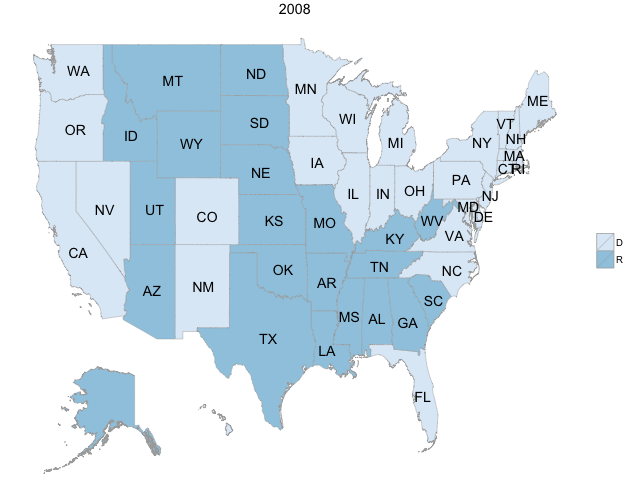 2008
WA
MT
ND
MN
ME
OR
ID
WY
SD
WI
MI
VT
NH
NY
MA
CT
RI
NV
UT
CO
NE
IA
IL
IN
OH
PA
NJ
MD
DE
CA
AZ
NM
KS
MO
KY
WV
VA
OK
AR
TN
NC
TX
LA
MS
AL
GA
SC
FL
D
R